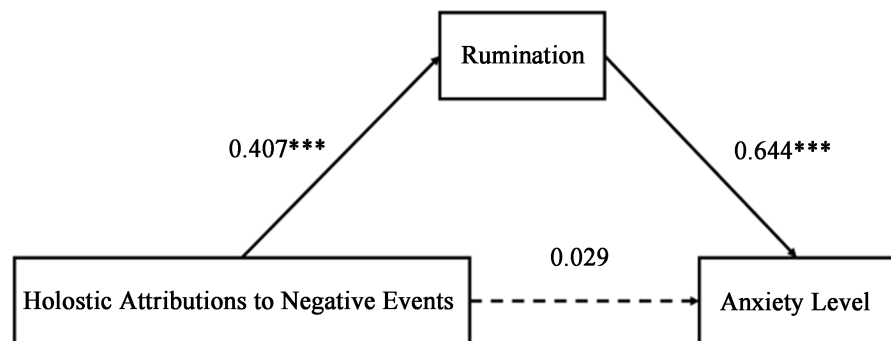 Rumination
0.407***
0.644***
0.029
Holostic Attributions to Negative Events
Anxiety Level